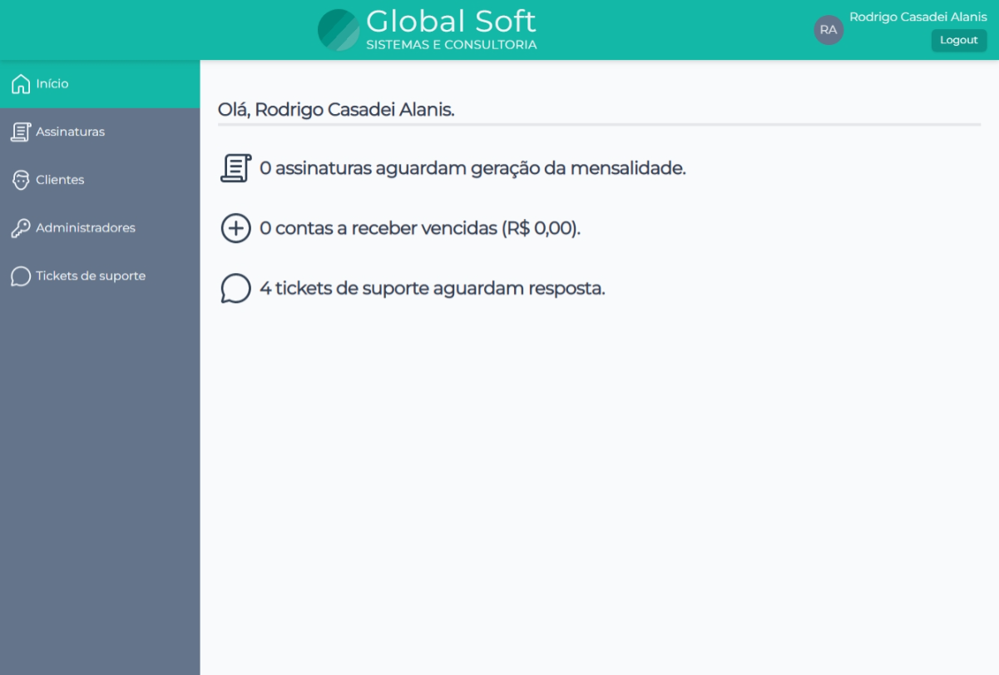 Global Soft
SISTEMAS E CONSULTORIA
RA
Rodrigo Casadei Alanis
Logout
Início
Assinaturas
Clientes
Administradores
Tickets de suporte
Olá, Rodrigo Casadei Alanis.
0 assinaturas aguardam geração da mensalidade.
0 contas a receber vencidas (R$ 0,00).
4 tickets de suporte aguardam resposta.